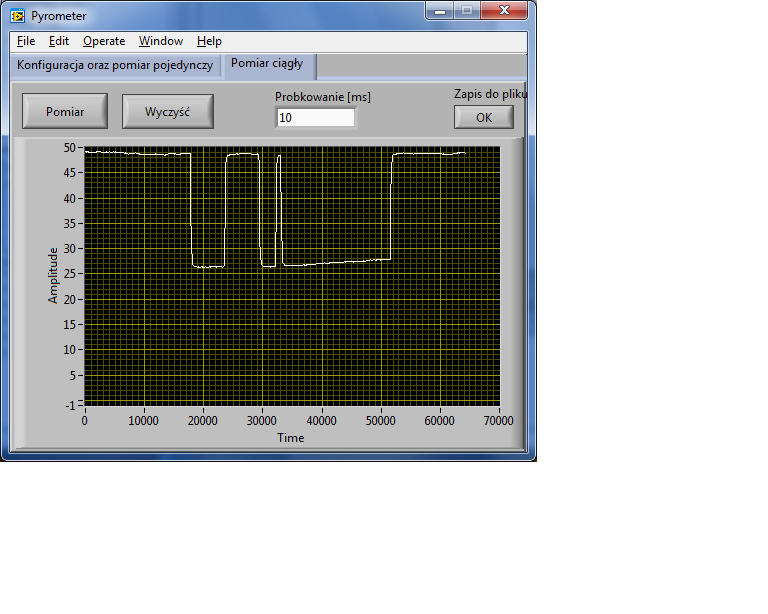 Pyrometer
File Edit Operate Window Help
Konfiguracja oraz pomiar pojedynczy Pomiar ciągły
Pomiar
Wyczyść
Probkowanie [ms]
10
Zapis do pliku
OK
50
45
40
35
30
25
20
15
10
5
-1
Amplitude
0 10000 20000 30000 40000 50000 60000 70000
Time